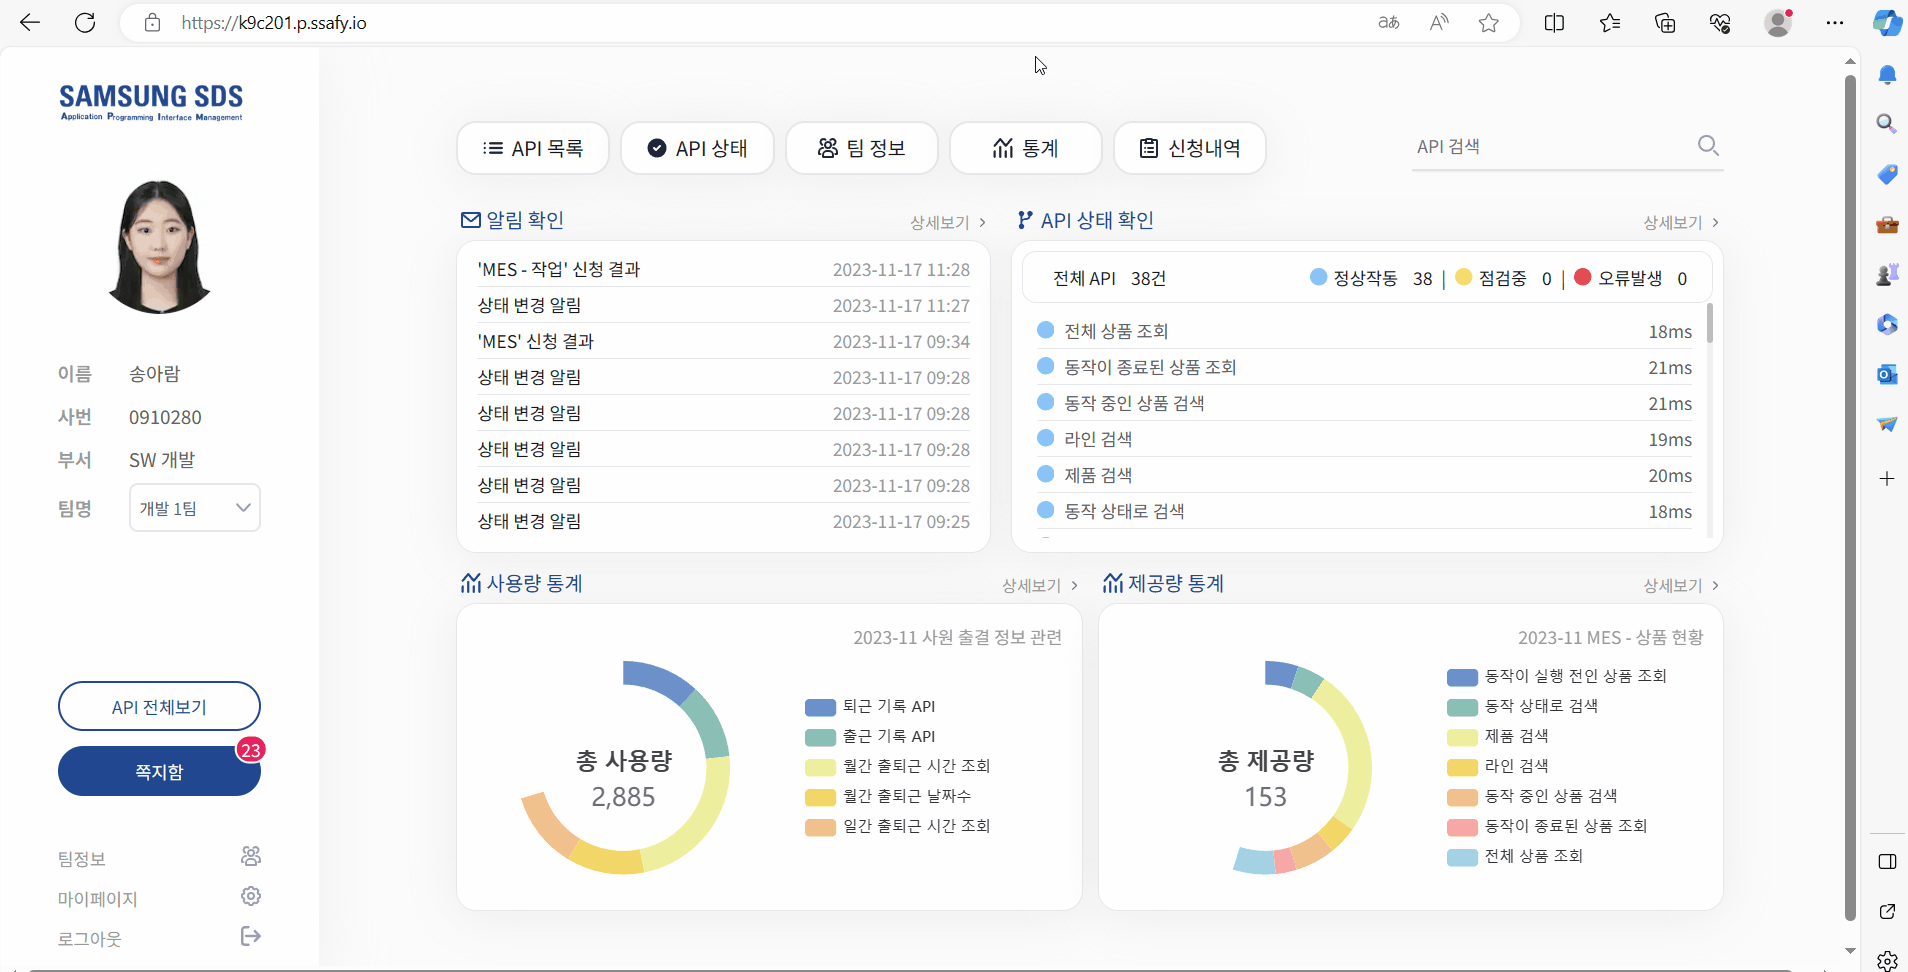 https://k9c201.p.ssafy.io
SAMSUNG SDS
Application Programming Interface Management
이름 송아람
사번 0910280
부서 SW 개발
팀명 개발 1팀
API 전체보기
쪽지함 23
팀정보
마이페이지
로그아웃
API 목록
API 상태
팀 정보
통계
신청내역
API 검색
알림 확인 상세보기
'MES - 작업' 신청 결과 2023-11-17 11:28
상태 변경 알림 2023-11-17 11:27
'MES' 신청 결과 2023-11-17 09:34
상태 변경 알림 2023-11-17 09:28
상태 변경 알림 2023-11-17 09:28
상태 변경 알림 2023-11-17 09:28
상태 변경 알림 2023-11-17 09:28
상태 변경 알림 2023-11-17 09:25
API 상태 확인 상세보기
전체 API 38건 정상작동 38 | 점검중 0 | 오류발생 0
전체 상품 조회 18ms
동작이 종료된 상품 조회 21ms
동작 중인 상품 검색 21ms
라인 검색 19ms
제품 검색 20ms
동작 상태로 검색 18ms
사용량 통계 상세보기
2023-11 사원 출결 정보 관련
총 사용량
2,885
퇴근 기록 API
출근 기록 API
월간 출퇴근 시간 조회
월간 출퇴근 날짜수
일간 출퇴근 시간 조회
제공량 통계 상세보기
2023-11 MES - 상품 현황
총 제공량
153
동작이 실행 전인 상품 조회
동작 상태로 검색
제품 검색
라인 검색
동작 중인 상품 검색
동작이 종료된 상품 조회
전체 상품 조회